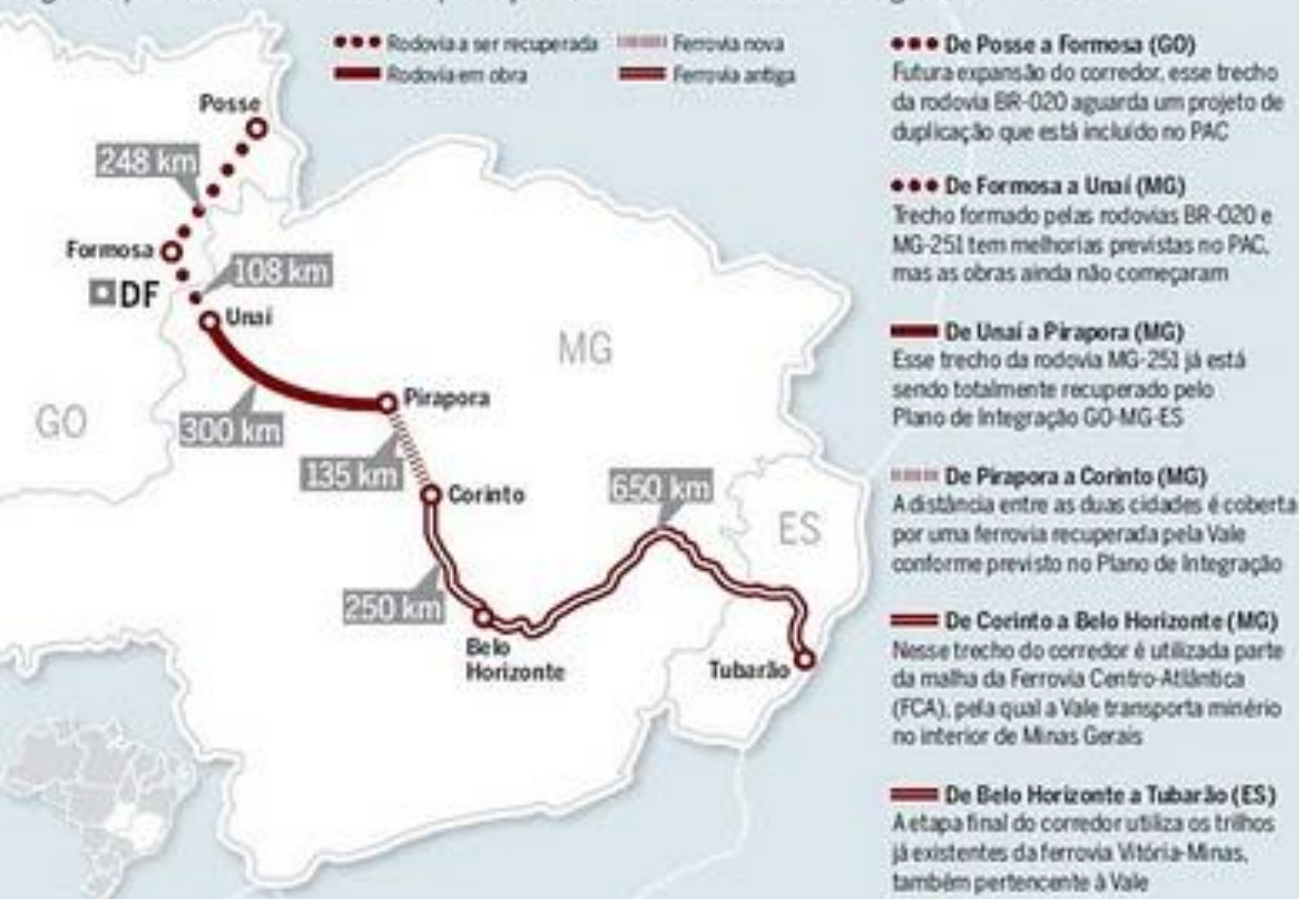 Rodovia a ser recuperada
Ferrovia nova
Rodovia em obra
Ferrovia antiga
Posse
248 km
Formosa
DF
108 km
Unaí
MG
GO
300 km
Pirapora
135 km
Corinto
650 km
ES
250 km
Belo
Horizonte
Tubarão
De Posse a Formosa (GO)
Futura expansão do corredor, esse trecho
da rodovia BR-020 aguarda um projeto de
duplicação que está incluído no PAC
De Formosa a Unaí (MG)
Trecho formado pelas rodovias BR-020 e
MG-251 tem melhorias previstas no PAC,
mas as obras ainda não começaram
De Unaí a Pirapora (MG)
Esse trecho da rodovia MG-251 já está
sendo totalmente recuperado pelo
Plano de Integração GO-MG-ES
De Pirapora a Corinto (MG)
A distância entre as duas cidades é coberta
por uma ferrovia recuperada pela Vale
conforme previsto no Plano de Integração
De Corinto a Belo Horizonte (MG)
Nesse trecho do corredor é utilizada parte
da malha da Ferrovia Centro-Atlântica
(FCA), pela qual a Vale transporta minério
no interior de Minas Gerais
De Belo Horizonte a Tubarão (ES)
A etapa final do corredor utiliza os trilhos
já existentes da ferrovia Vitória-Minas,
também pertencente à Vale